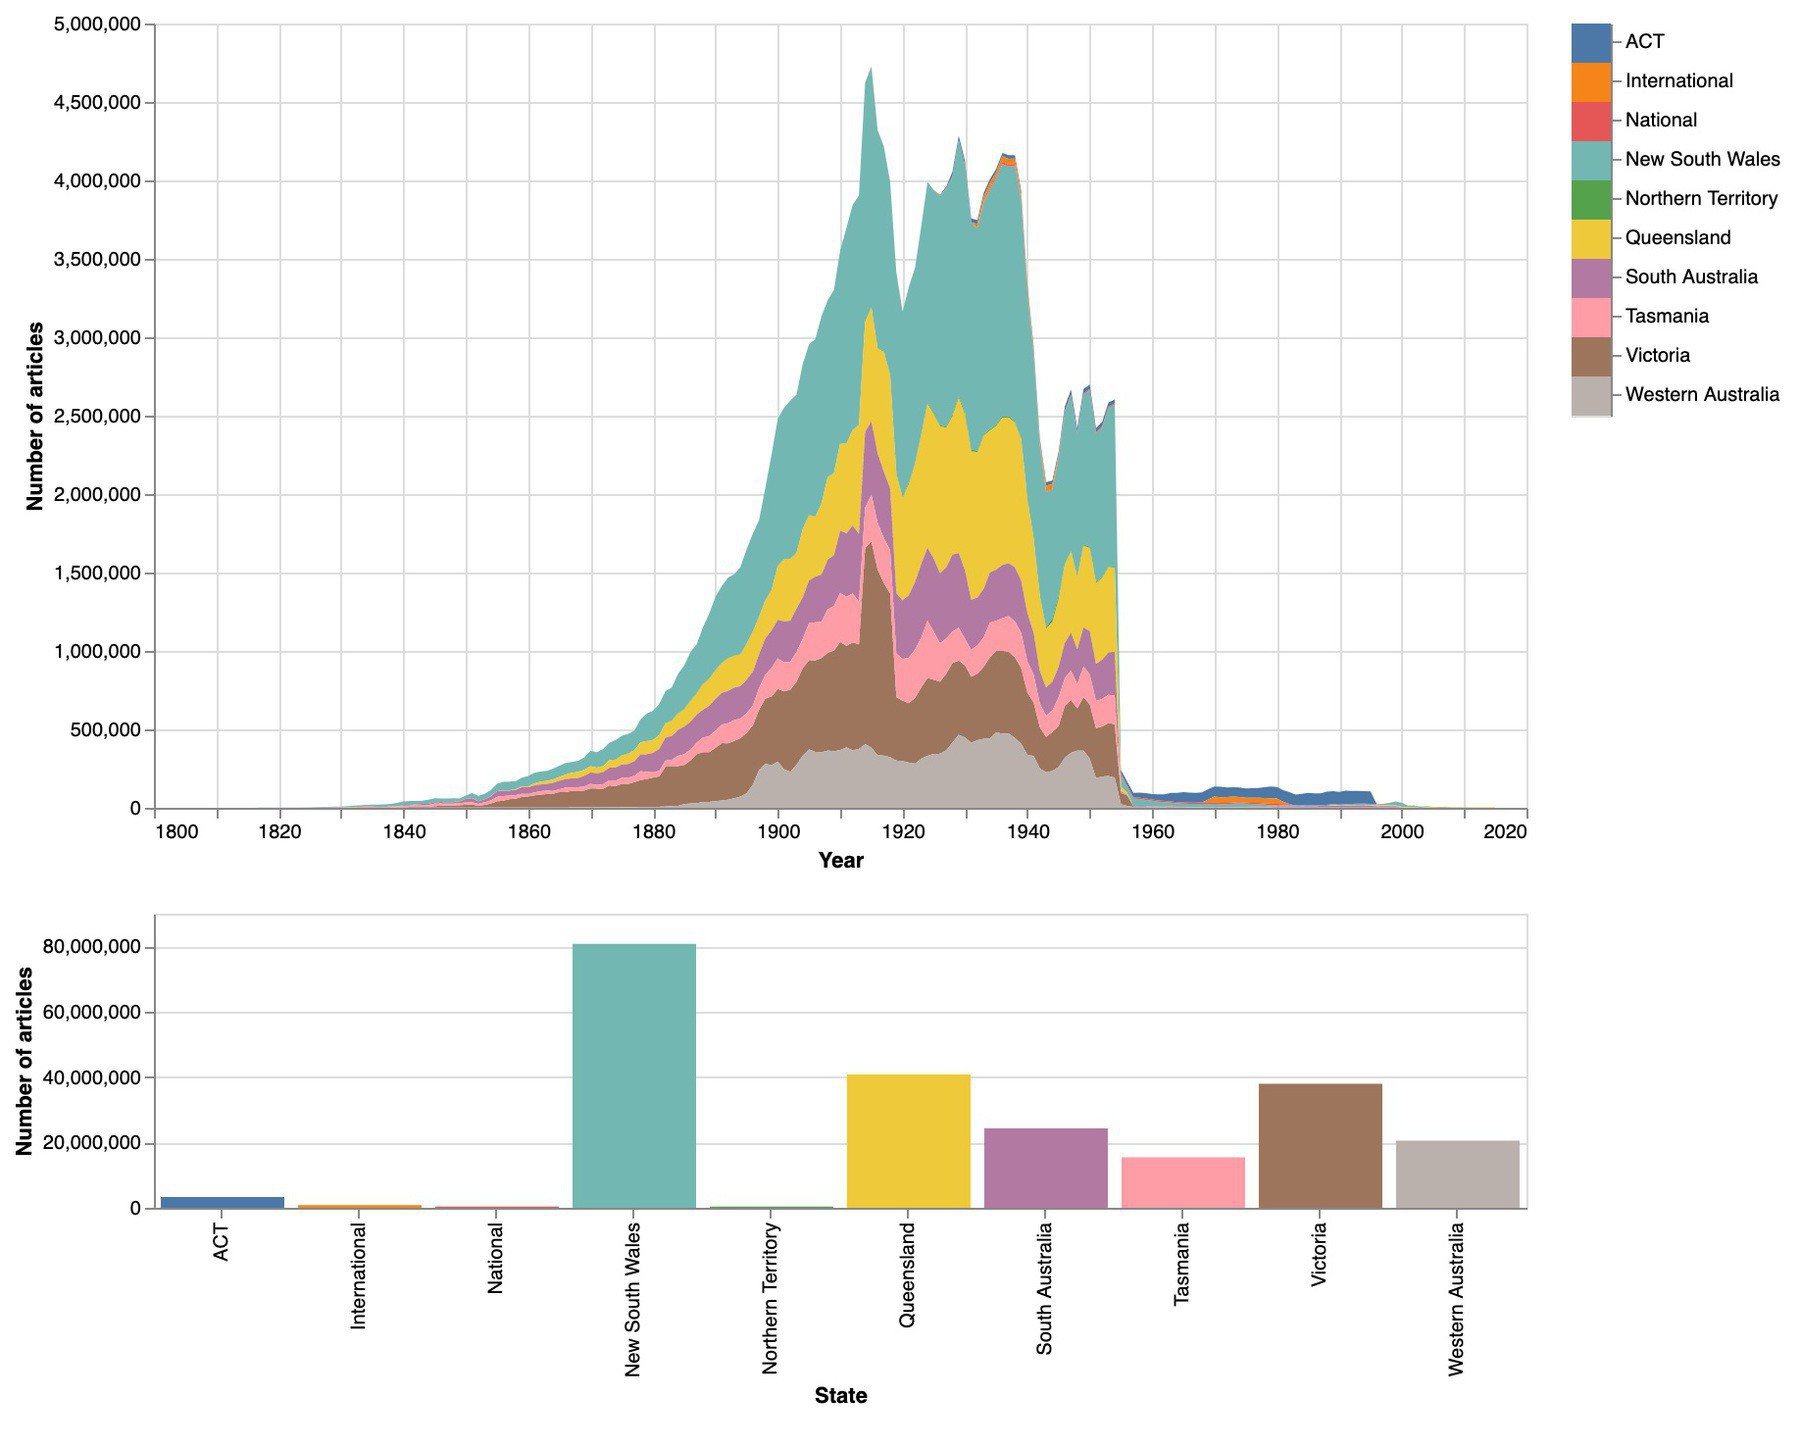 5,000,000
4,500,000
4,000,000
3,500,000
3,000,000
2,500,000
2,000,000
1,500,000
1,000,000
500,000
0
Number of articles
1800 1820 1840 1860 1880 1900 1920 1940 1960 1980 2000 2020
Year
ACT
International
National
New South Wales
Northern Territory
Queensland
South Australia
Tasmania
Victoria
Western Australia
80,000,000
60,000,000
40,000,000
20,000,000
0
Number of articles
ACT
International
National
New South Wales
Northern Territory
Queensland
South Australia
Tasmania
Victoria
Western Australia
State